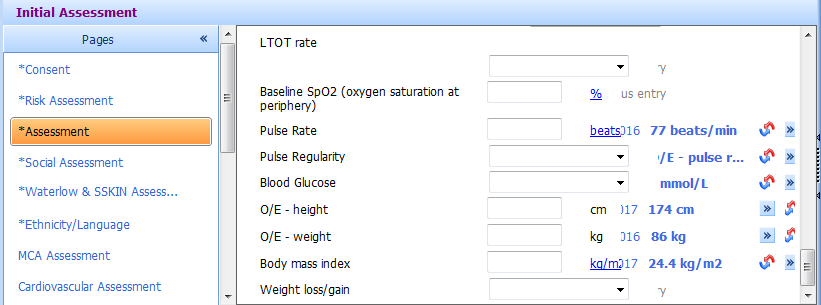 Initial Assessment
Pages «
*Consent
*Risk Assessment
*Assessment
*Social Assessment
*Waterlow & SSKIN Assess...
*Ethnicity/Language
MCA Assessment
Cardiovascular Assessment
LTOT rate
ry
Baseline SpO2 (oxygen saturation at periphery) % us entry
Pulse Rate beats 016 77 beats/min »
Pulse Regularity O/E - pulse r... »
Blood Glucose mmol/L
O/E - height cm 017 174 cm »
O/E - weight kg 016 86 kg »
Body mass index kg/m2 017 24.4 kg/m2 »
Weight loss/gain ry